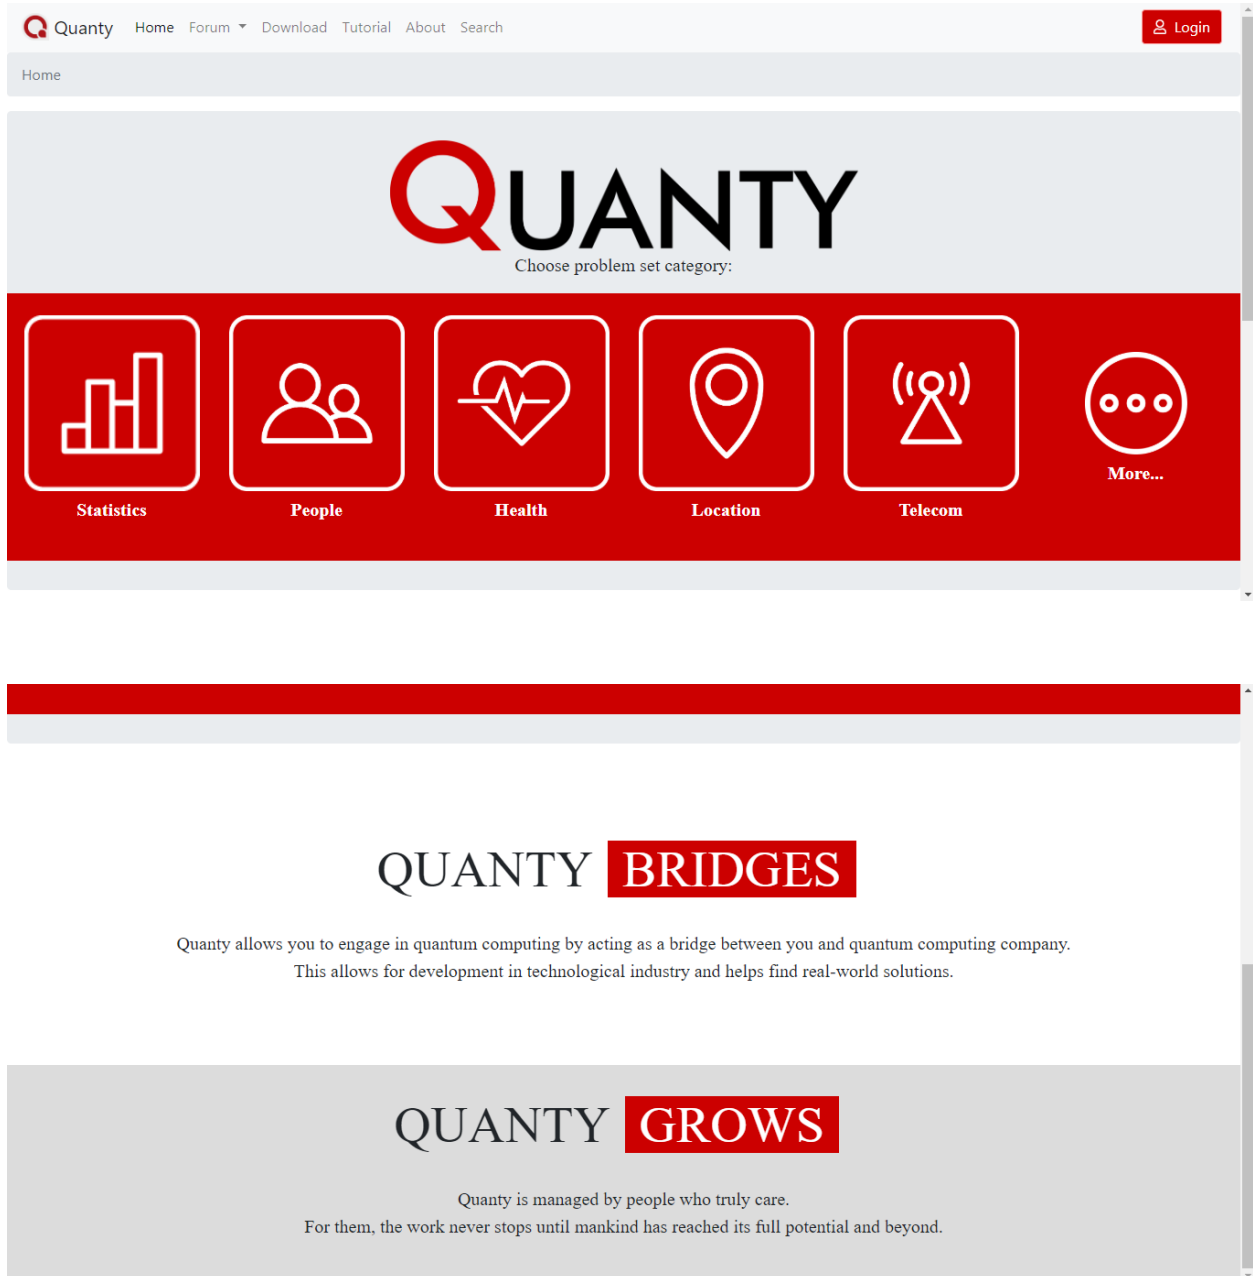 Quanty Home Forum Download Tutorial About Search Login
Home
QUANTY
Choose problem set category:
Statistics People Health Location Telecom More...
QUANTY BRIDGES
Quanty allows you to engage in quantum computing by acting as a bridge between you and quantum computing company.
This allows for development in technological industry and helps find real-world solutions.
QUANTY GROWS
Quanty is managed by people who truly care.
For them, the work never stops until mankind has reached its full potential and beyond.